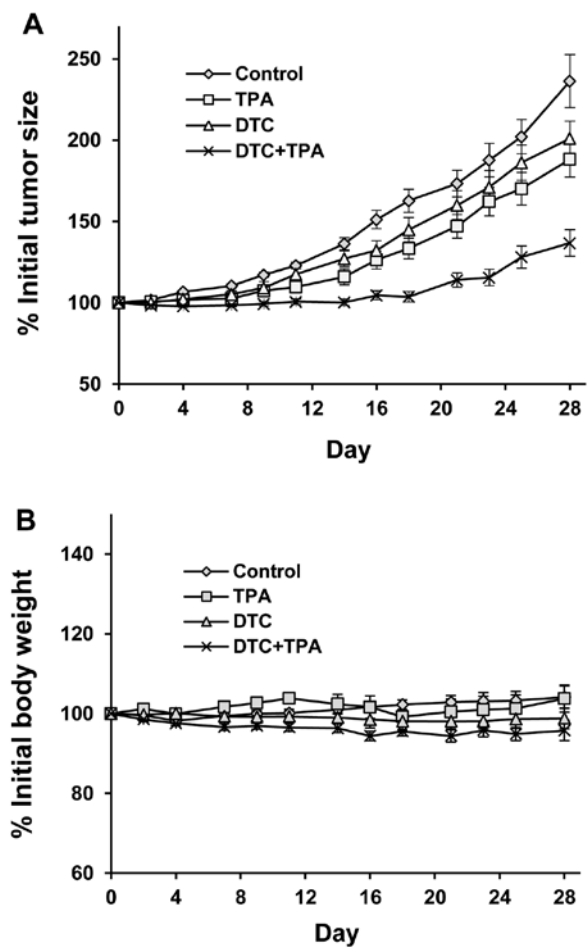 A
% Initial tumor size
250
200
150
100
50
Control
TPA
DTC
DTC+TPA
0 4 8 12 16 20 24 28
Day
B
% Initial body weight
140
120
100
80
60
Control
TPA
DTC
DTC+TPA
0 4 8 12 16 20 24 28
Day